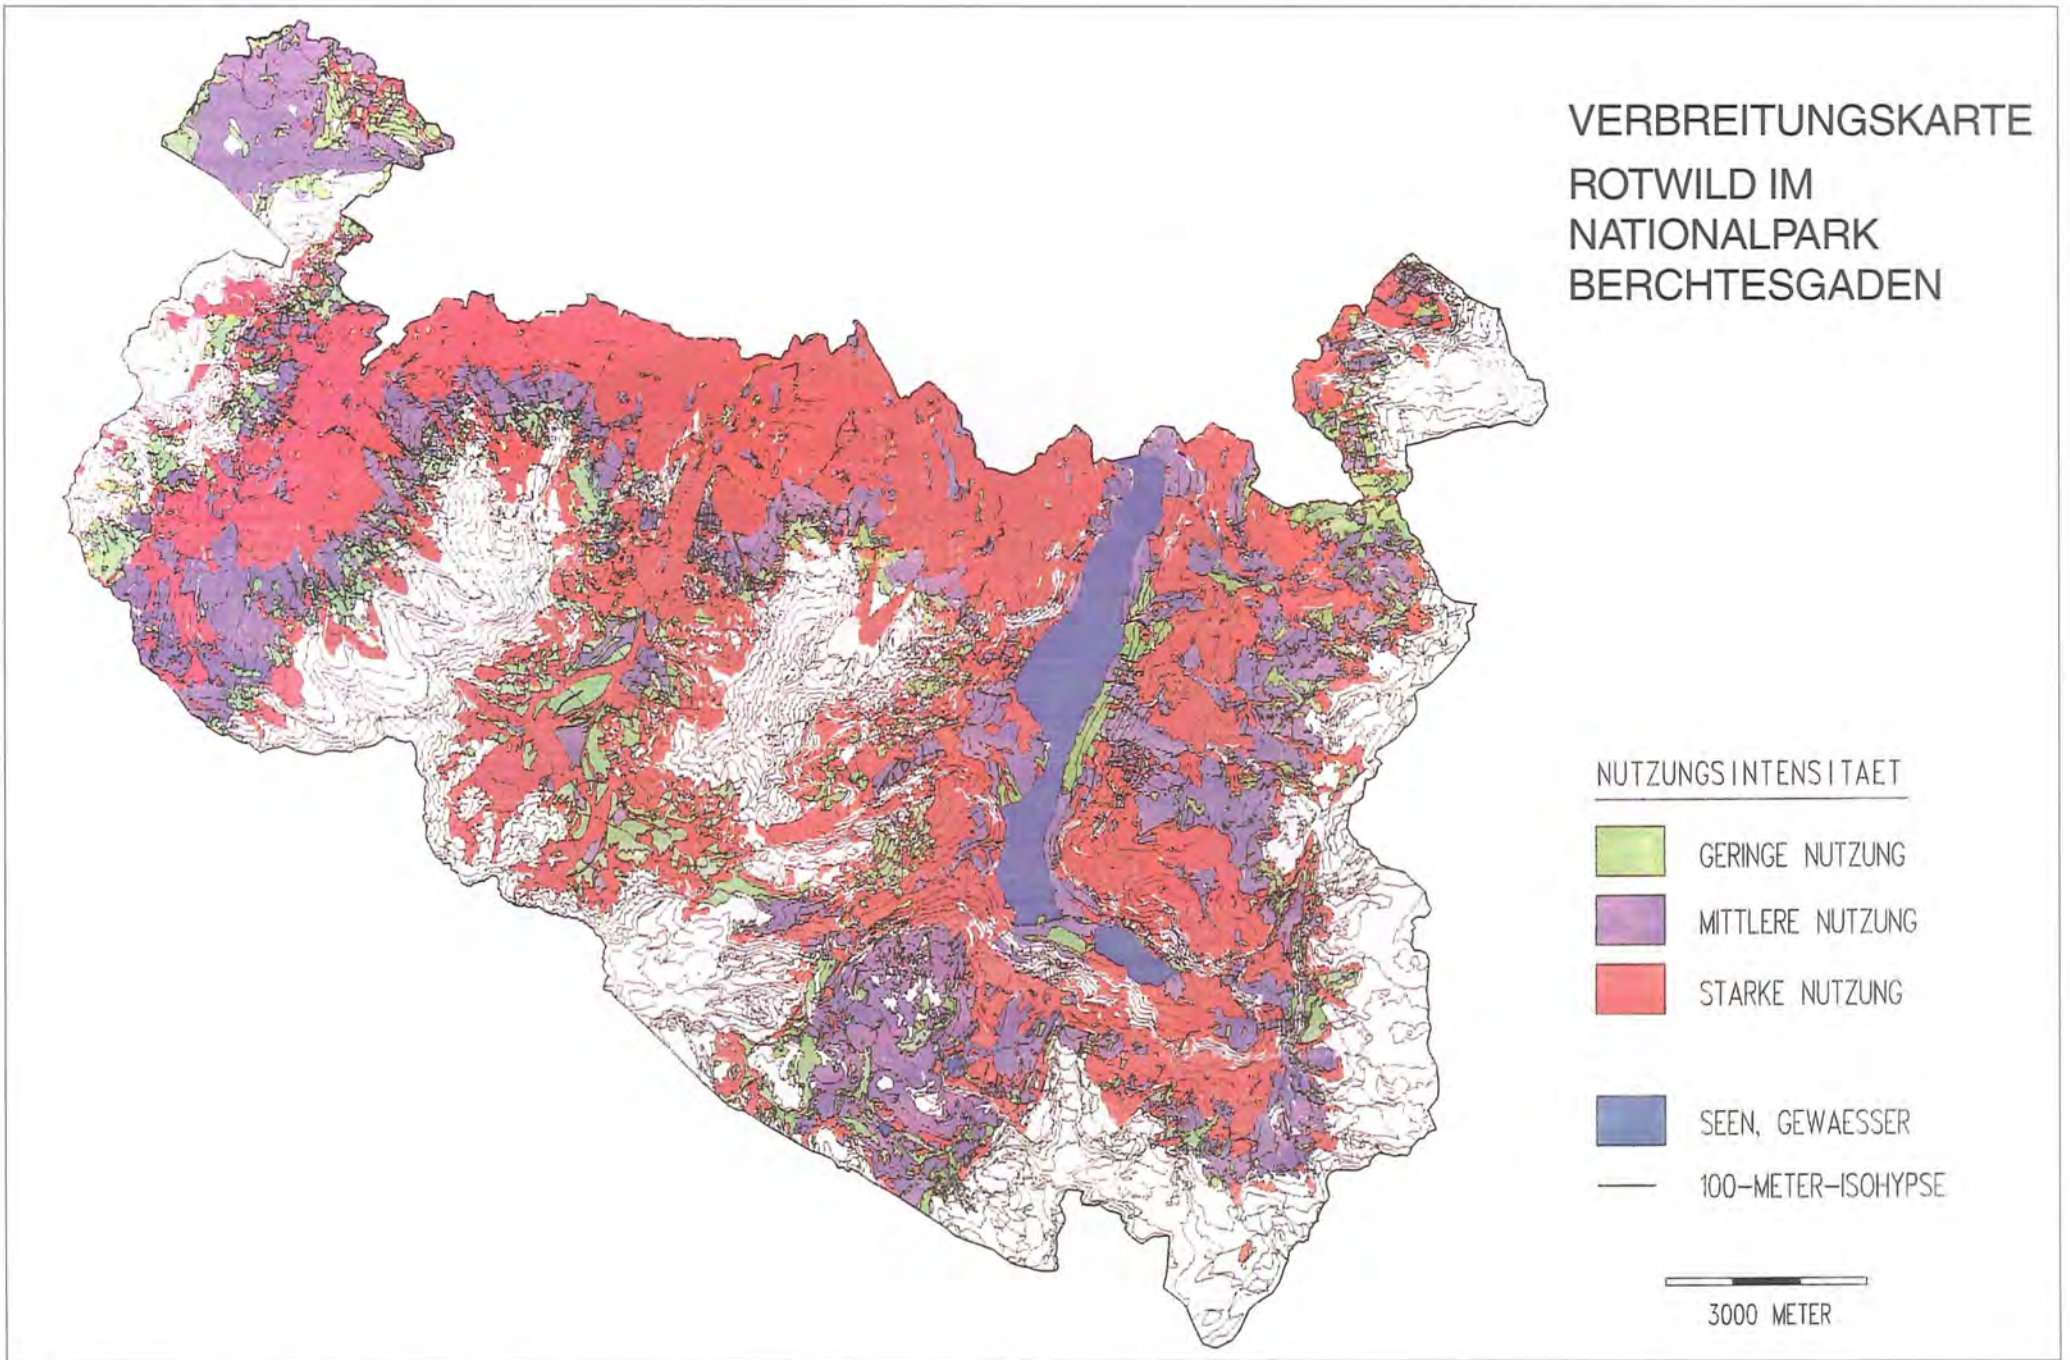 VERBREITUNGSKARTE
ROTWILD IM
NATIONALPARK
BERCHTESGADEN
NUTZUNGSINTENSITAET
GERINGE NUTZUNG
MITTLERE NUTZUNG
STARKE NUTZUNG
SEEN, GEWAESSER
100-METER-ISOHYPSE
3000 METER